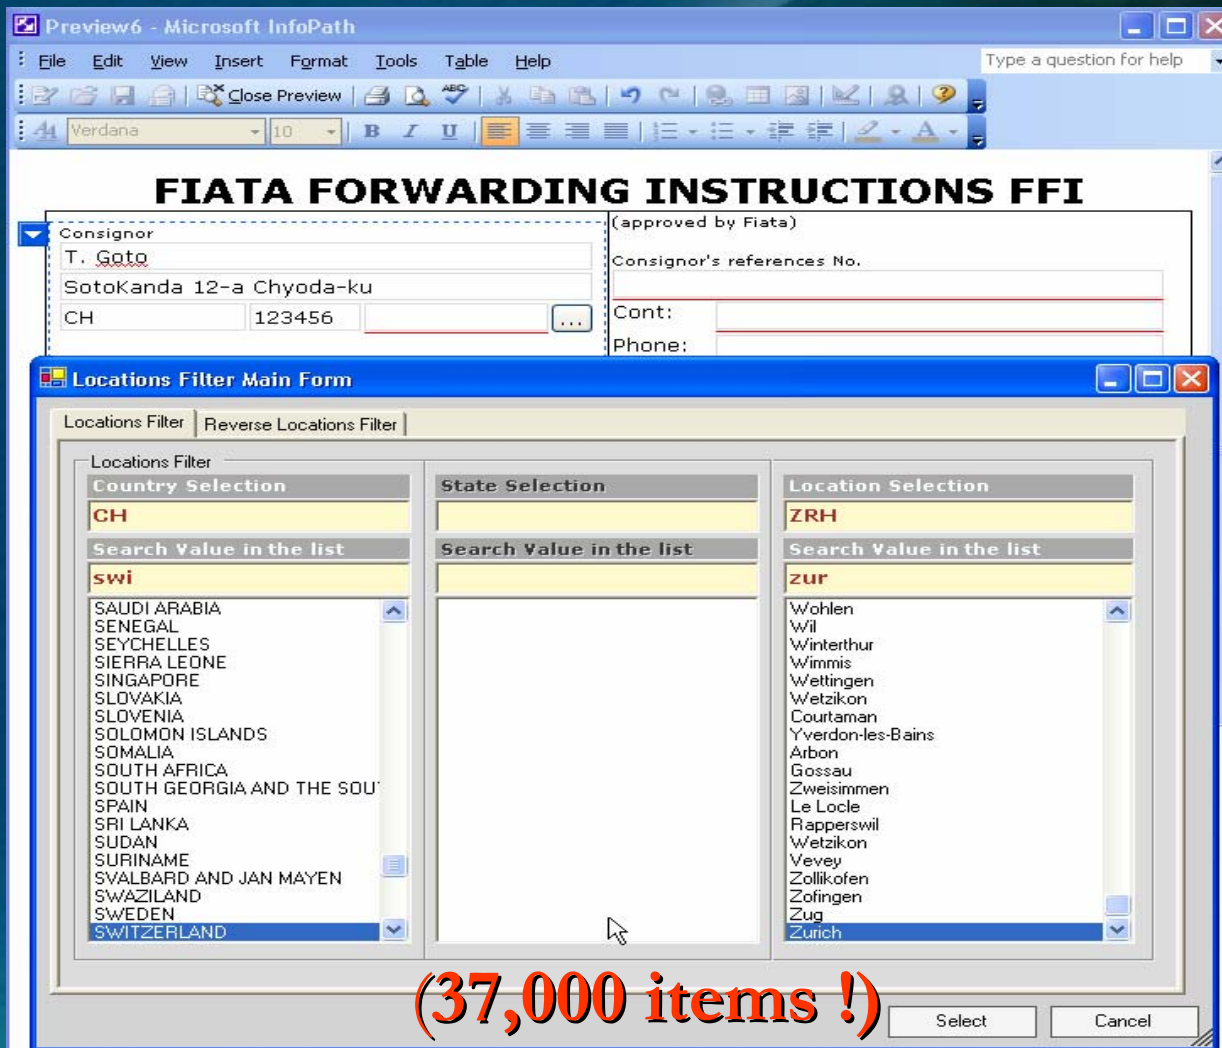 Preview6 - Microsoft InfoPath
File Edit View Insert Format Tools Table Help
Type a question for help
Close Preview
ABC
Verdana 10 B I U
A
FIATA FORWARDING INSTRUCTIONS FFI
Consignor
(approved by Fiata)
T. Goto
Consignor's references No.
SotoKanda 12-a Chyoda-ku
CH 123456 ...
Cont:
Phone:
Locations Filter Main Form
Locations Filter Reverse Locations Filter
Locations Filter
Country Selection State Selection Location Selection
CH ZRH
Search Value in the list Search Value in the list Search Value in the list
swi zur
SAUDI ARABIA
SENEGAL
SEYCHELLES
SIERRA LEONE
SINGAPORE
SLOVAKIA
SLOVENIA
SOLOMON ISLANDS
SOMALIA
SOUTH AFRICA
SOUTH GEORGIA AND THE SOU
SPAIN
SRI LANKA
SUDAN
SURINAME
SVALBARD AND JAN MAYEN
SWAZILAND
SWEDEN
SWITZERLAND
Wohlen
Wil
Winterthur
Wimmis
Wettingen
Wetzikon
Courtaman
Yverdon-les-Bains
Arbon
Gossau
Zweisimmen
Le Locle
Rapperswil
Wetzikon
Vevey
Zollikofen
Zofingen
Zug
Zurich
(37,000 items !)
Select Cancel